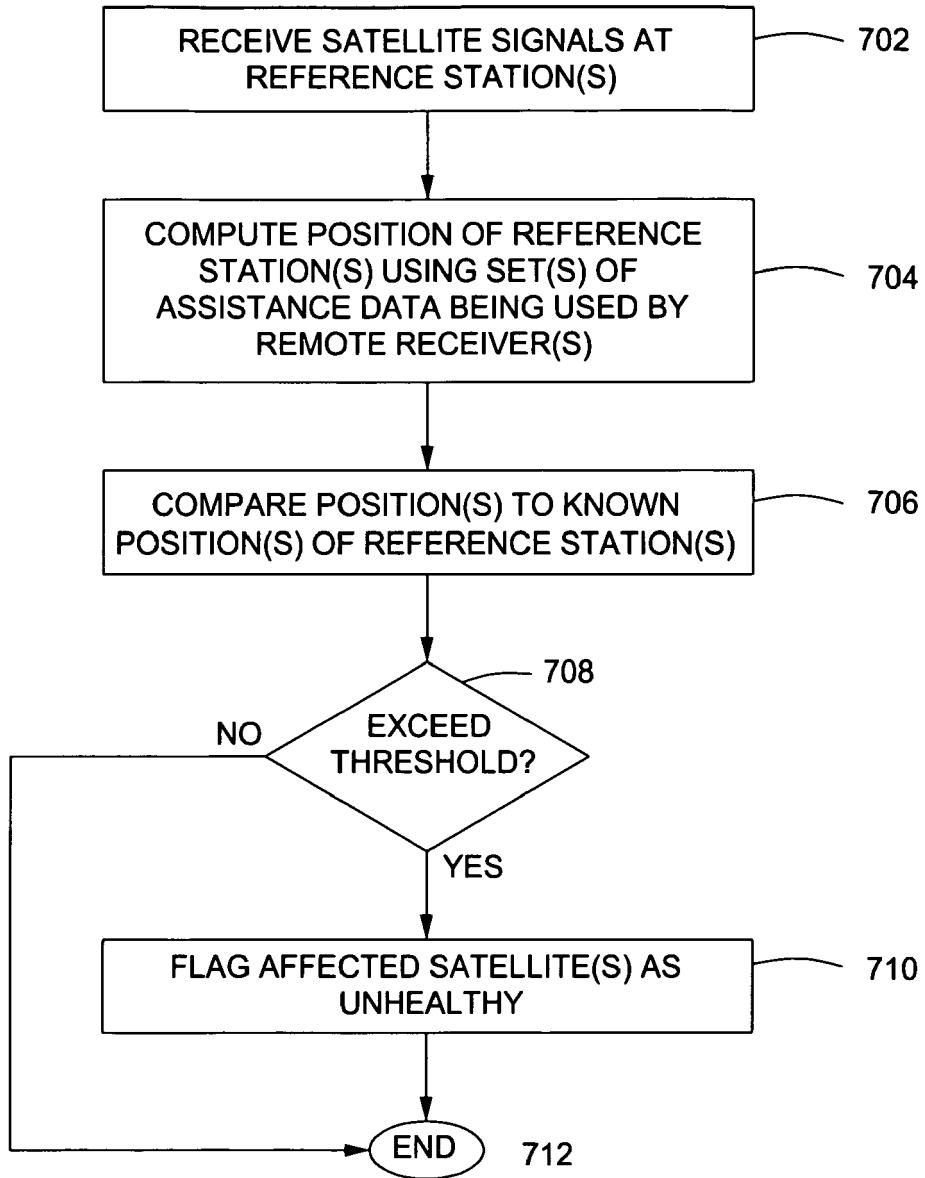 RECEIVE SATELLITE SIGNALS AT
REFERENCE STATION(S)
702
COMPUTE POSITION OF REFERENCE
STATION(S) USING SET(S) OF
ASSISTANCE DATA BEING USED BY
REMOTE RECEIVER(S)
704
COMPARE POSITION(S) TO KNOWN
POSITION(S) OF REFERENCE STATION(S)
706
708
EXCEED
THRESHOLD?
NO
YES
FLAG AFFECTED SATELLITE(S) AS
UNHEALTHY
710
END
712